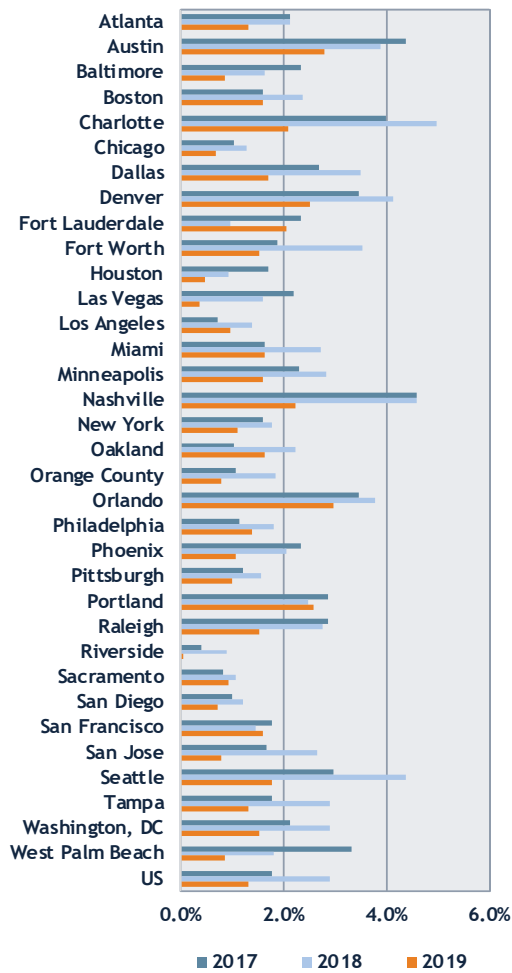 Atlanta
Austin
Baltimore
Boston
Charlotte
Chicago
Dallas
Denver
Fort Lauderdale
Fort Worth
Houston
Las Vegas
Los Angeles
Miami
Minneapolis
Nashville
New York
Oakland
Orange County
Orlando
Philadelphia
Phoenix
Pittsburgh
Portland
Raleigh
Riverside
Sacramento
San Diego
San Francisco
San Jose
Seattle
Tampa
Washington, DC
West Palm Beach
US
0.0% 2.0% 4.0% 6.0%
2017 2018 2019